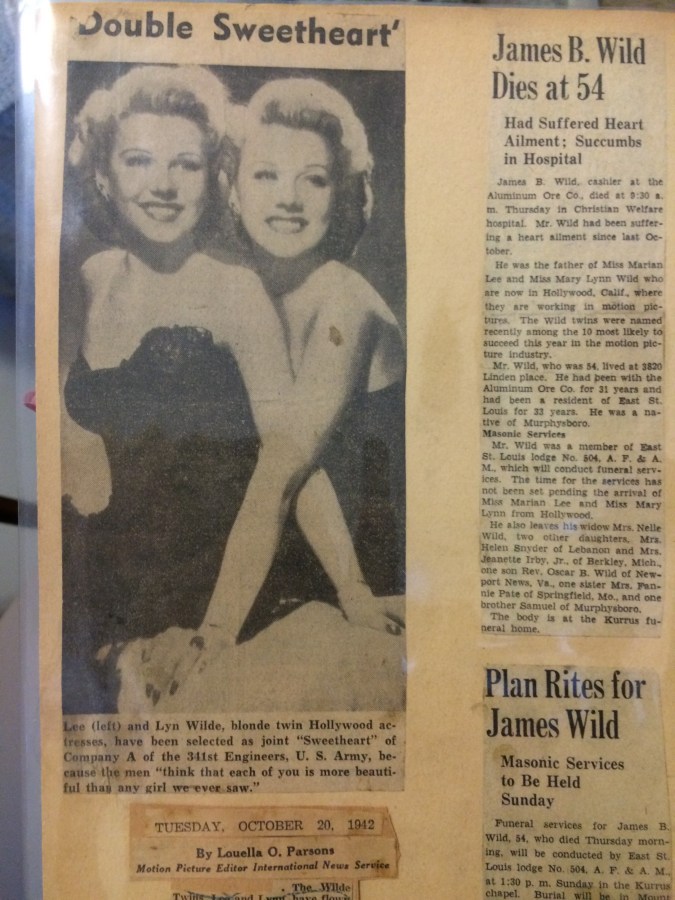 'Double Sweetheart'
Lee (left) and Lyn Wilde, blonde twin Hollywood ac-
tresses, have been selected as joint "Sweetheart" of
Company A of the 341st Engineers, U. S. Army, be-
cause the men "think that each of you is more beauti-
ful than any girl we ever saw."
TUESDAY, OCTOBER 20, 1942
By Louella O. Parsons
Motion Picture Editor International News Service
The Wilde
Twins, Lee and Lynn have
James B. Wild
Dies at 54
Had Suffered Heart
Ailment; Succumbs
in Hospital
James B. Wild, cashier at the
Aluminum Ore Co., died at 9:30 a.
m. Thursday in Christian Welfare
hospital. Mr. Wild had been suffer-
ing a heart ailment since last Oc-
tober.
He was the father of Miss Marian
Lee and Miss Mary Lynn Wild who
are now in Hollywood, Calif., where
they are working in motion pic-
tures. The Wild twins were named
recently among the 10 most likely to
succeed this year in the motion pic-
ture industry.
Mr. Wild, who was 54, lived at 3820
Linden place. He had been with the
Aluminum Ore Co. for 31 years and
had been a resident of East St.
Louis for 33 years. He was a na-
tive of Murphysboro.
Masonic Services
Mr. Wild was a member of East
St. Louis lodge No. 504, A. F. & A.
M., which will conduct funeral serv-
ices. The time for the services has
not been set pending the arrival of
Miss Marian Lee and Miss Mary
Lynn from Hollywood.
He also leaves his widow Mrs. Nelle
Wild, two other daughters, Mrs.
Helen Snyder of Lebanon and Mrs.
Jeanette Irby, Jr., of Berkley, Mich.,
one son Rev. Oscar B. Wild of New-
port News, Va., one sister Mrs. Fan-
nie Pate of Springfield, Mo., and one
brother Samuel of Murphysboro.
The body is at the Kurrus fu-
neral home.
Plan Rites for
James Wild
Masonic Services
to Be Held
Sunday
Funeral services for James B.
Wild, 54, who died Thursday morn-
ing, will be conducted by East St.
Louis lodge No. 504, A. F. & A. M.,
at 1:30 p. m. Sunday in the Kurrus
chapel. Burial will be in Mount